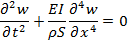 ∂²w/∂t² + EI/ρS ∂⁴w/∂x⁴ = 0